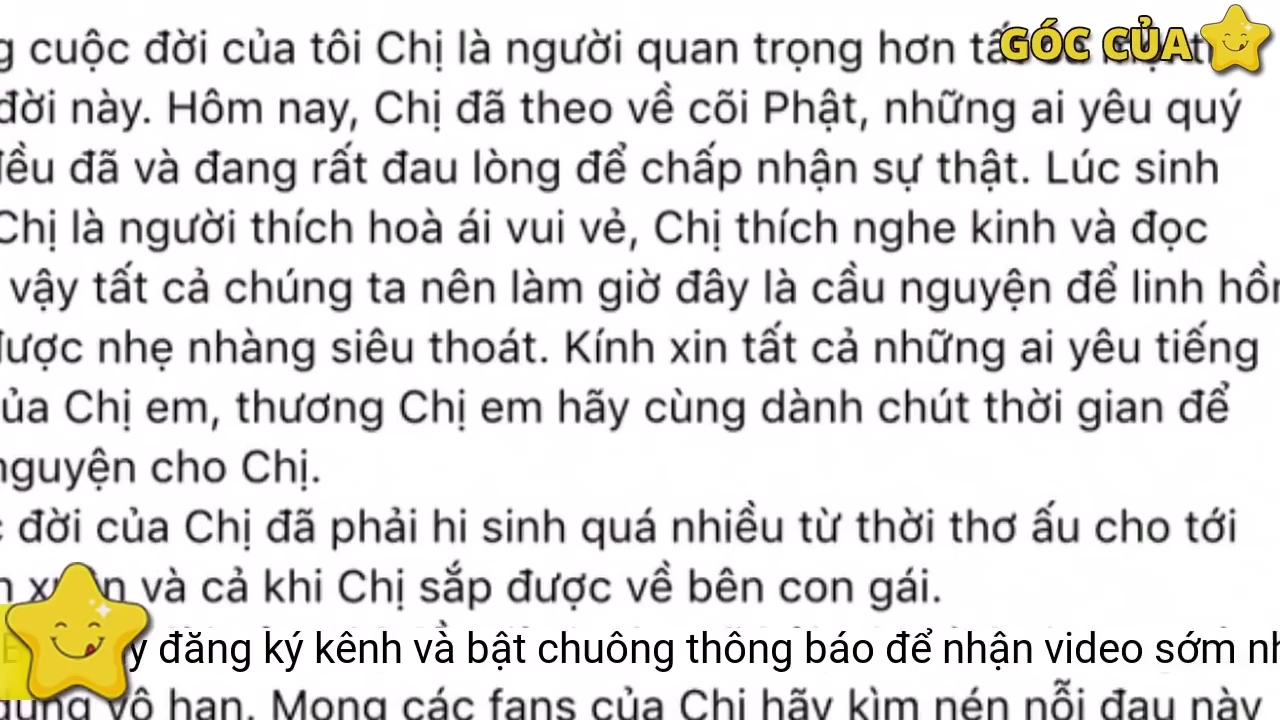 cuộc đời của tôi Chị là người quan trọng hơn
GÓC CỦA
đời này. Hôm nay, Chị đã theo về cõi Phật, những ai yêu quý
đều đã và đang rất đau lòng để chấp nhận sự thật. Lúc sinh
Chị là người thích hoà ái vui vẻ, Chị thích nghe kinh và đọc
vậy tất cả chúng ta nên làm giờ đây là cầu nguyện để linh hồn
được nhẹ nhàng siêu thoát. Kính xin tất cả những ai yêu tiếng
của Chị em, thương Chị em hãy cùng dành chút thời gian để
nguyện cho Chị.
đời của Chị đã phải hi sinh quá nhiều từ thời thơ ấu cho tới
và cả khi Chị sắp được về bên con gái.
đăng ký kênh và bật chuông thông báo để nhận video sớm
vô hạn. Mong các fans của Chị hãy kìm nén nỗi đau này